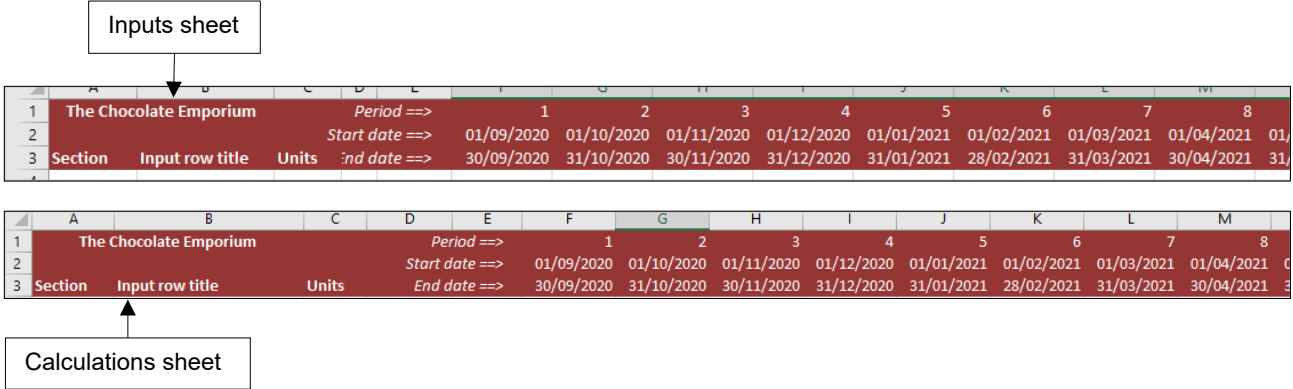 Inputs sheet
1 The Chocolate Emporium Period ==> 1 2 3 4 5 6 7 8
2 Start date ==> 01/09/2020 01/10/2020 01/11/2020 01/12/2020 01/01/2021 01/02/2021 01/03/2021 01/04/2021 01/
3 Section Input row title Units nd date ==> 30/09/2020 31/10/2020 30/11/2020 31/12/2020 31/01/2021 28/02/2021 31/03/2021 30/04/2021 31/
A B C D E F G H I J K L M
1 The Chocolate Emporium Period ==> 1 2 3 4 5 6 7 8
2 Start date ==> 01/09/2020 01/10/2020 01/11/2020 01/12/2020 01/01/2021 01/02/2021 01/03/2021 01/04/2021
3 Section Input row title Units End date ==> 30/09/2020 31/10/2020 30/11/2020 31/12/2020 31/01/2021 28/02/2021 31/03/2021 30/04/2021
Calculations sheet